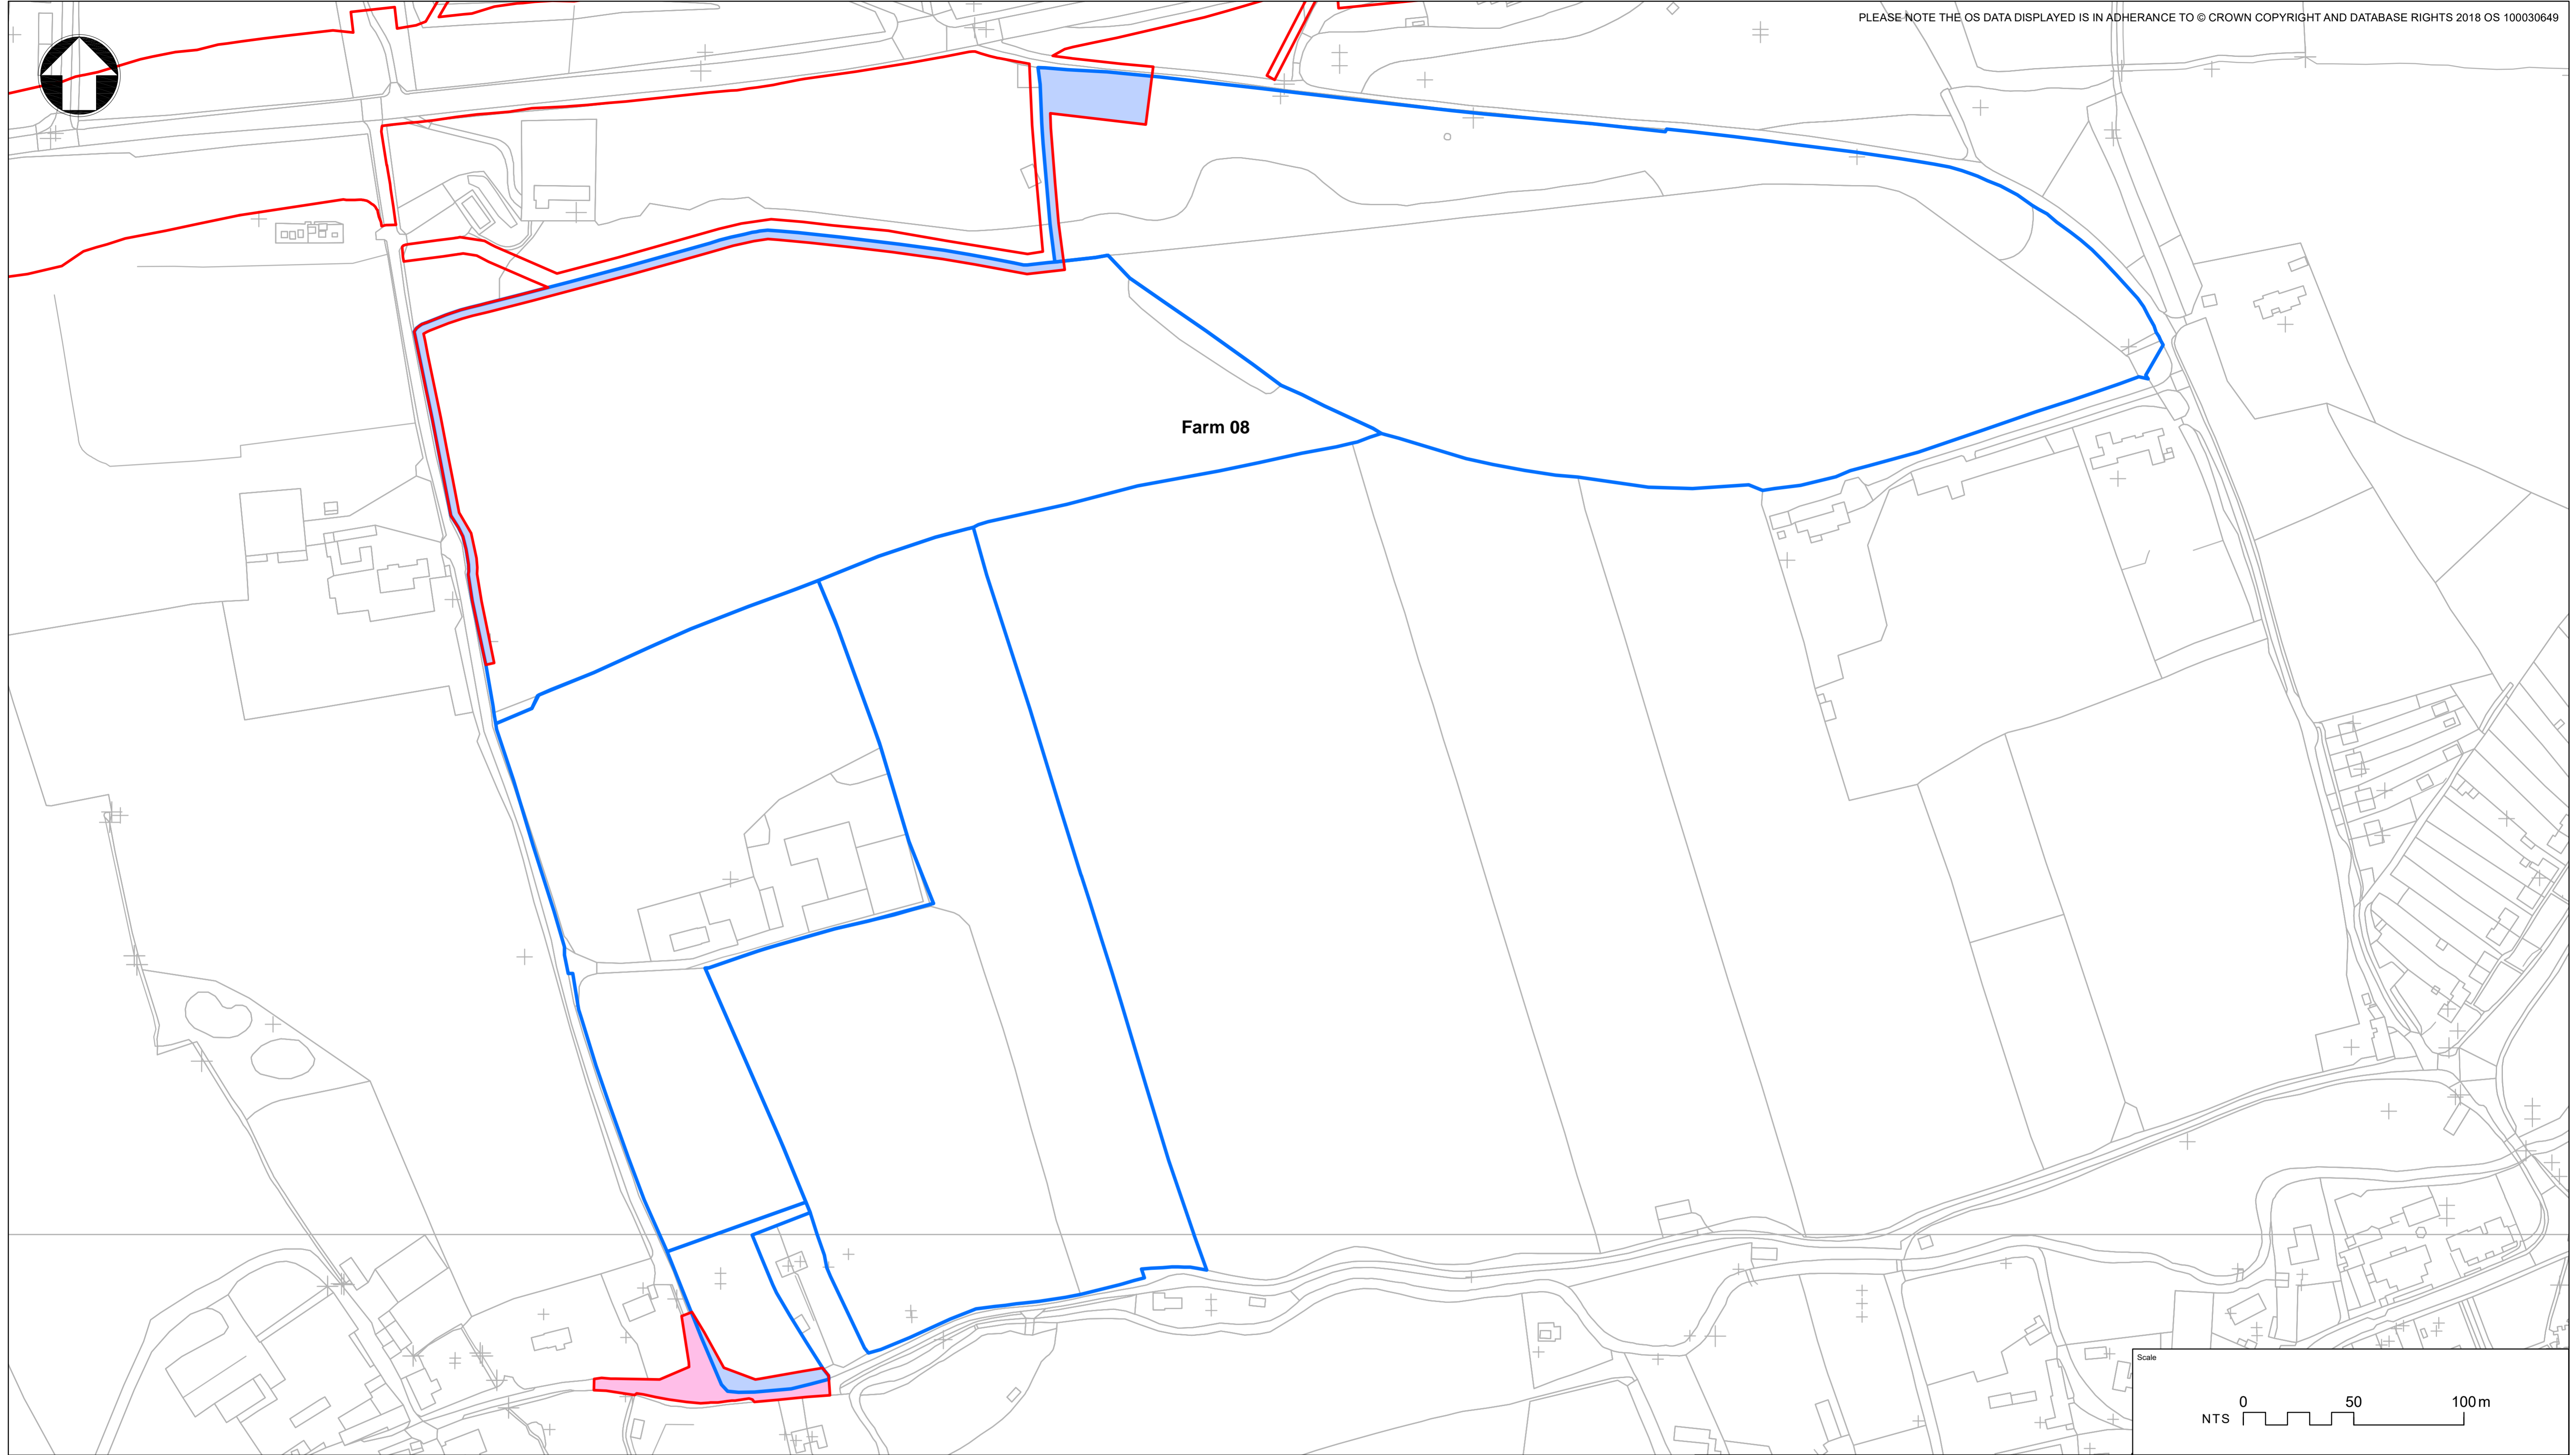 PLEASE NOTE THE OS DATA DISPLAYED IS IN ADHERANCE TO © CROWN COPYRIGHT AND DATABASE RIGHTS 2018 OS 100030649
Farm 08
Scale
0 50 100 m
NTS